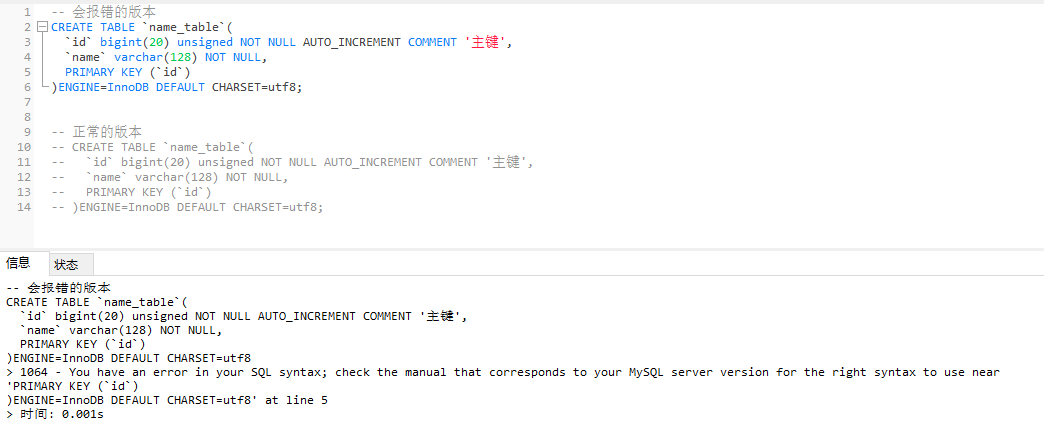 1 -- 会报错的版本
2 CREATE TABLE `name_table`(
3 `id` bigint(20) unsigned NOT NULL AUTO_INCREMENT COMMENT '主键',
4 `name` varchar(128) NOT NULL,
5 PRIMARY KEY (`id`)
6 )ENGINE=InnoDB DEFAULT CHARSET=utf8;
7
8
9 -- 正常的版本
10 -- CREATE TABLE `name_table`(
11 -- `id` bigint(20) unsigned NOT NULL AUTO_INCREMENT COMMENT '主键',
12 -- `name` varchar(128) NOT NULL,
13 -- PRIMARY KEY (`id`)
14 -- )ENGINE=InnoDB DEFAULT CHARSET=utf8;
信息 状态
-- 会报错的版本
CREATE TABLE `name_table`(
`id` bigint(20) unsigned NOT NULL AUTO_INCREMENT COMMENT '主键',
`name` varchar(128) NOT NULL,
PRIMARY KEY (`id`)
)ENGINE=InnoDB DEFAULT CHARSET=utf8
> 1064 - You have an error in your SQL syntax; check the manual that corresponds to your MySQL server version for the right syntax to use near
'PRIMARY KEY (`id`)
)ENGINE=InnoDB DEFAULT CHARSET=utf8' at line 5
> 时间: 0.001s